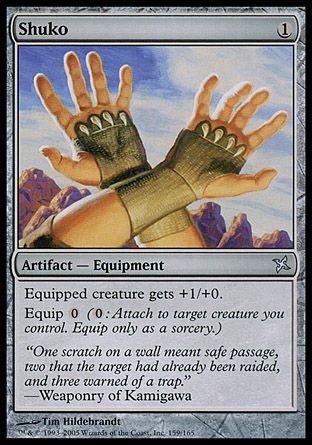 Shuko 1
Artifact — Equipment
Equipped creature gets +1/+0.
Equip 0 (0: Attach to target creature you
control. Equip only as a sorcery.)
“One scratch on a wall meant safe passage,
two that the target had already been raided,
and three warned of a trap.”
—Weaponry of Kamigawa
Tim Hildebrandt
™ & © 1993–2005 Wizards of the Coast, Inc. 159/165